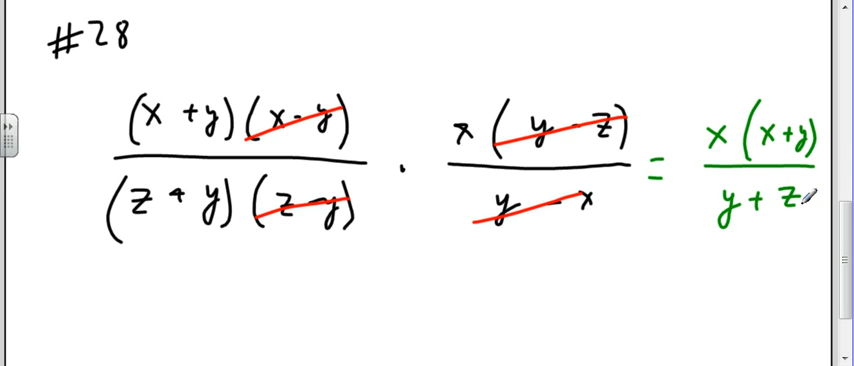 #28
(x + y)(x - y) / (z + y)(z - y) · x(y - z) / y - x = x(x + y) / y + z